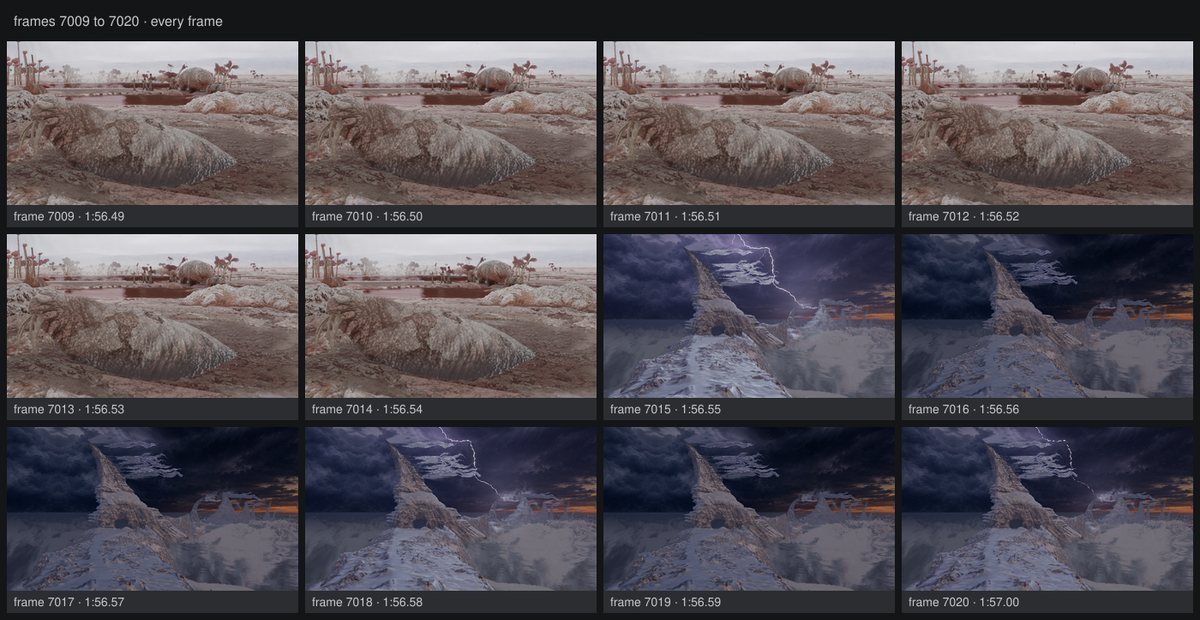 frames 7009 to 7020 · every frame
frame 7009 · 1:56.49
frame 7010 · 1:56.50
frame 7011 · 1:56.51
frame 7012 · 1:56.52
frame 7013 · 1:56.53
frame 7014 · 1:56.54
frame 7015 · 1:56.55
frame 7016 · 1:56.56
frame 7017 · 1:56.57
frame 7018 · 1:56.58
frame 7019 · 1:56.59
frame 7020 · 1:57.00